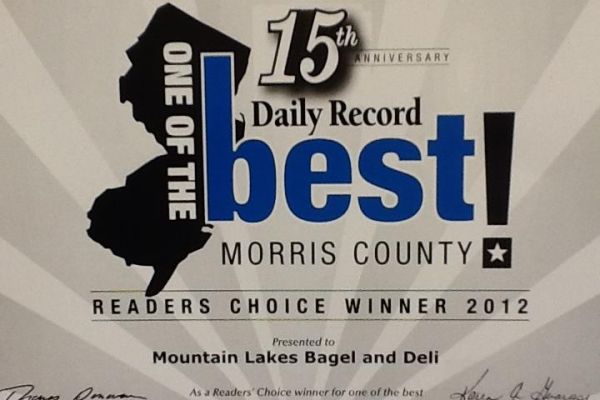 15th
ANNIVERSARY
ONE OF THE
Daily Record
best!
MORRIS COUNTY
READERS CHOICE WINNER 2012
Presented to
Mountain Lakes Bagel and Deli
As a Readers' Choice winner for one of the best